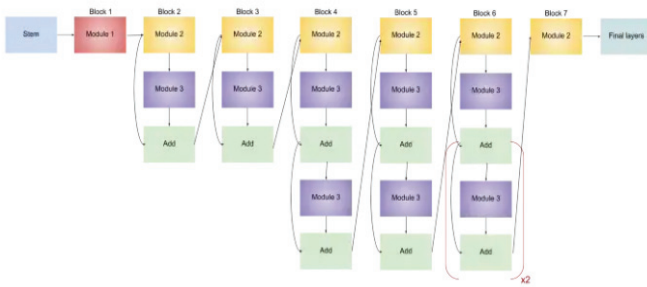 Block 1
Block 2
Block 3
Block 4
Block 5
Block 6
Block 7
Stem
Module 1
Module 2
Module 2
Module 2
Module 2
Module 2
Module 2
Final layers
Module 3
Module 3
Module 3
Module 3
Module 3
Add
Add
Add
Add
Add
Module 3
Module 3
Module 3
Add
Add
Add
x2